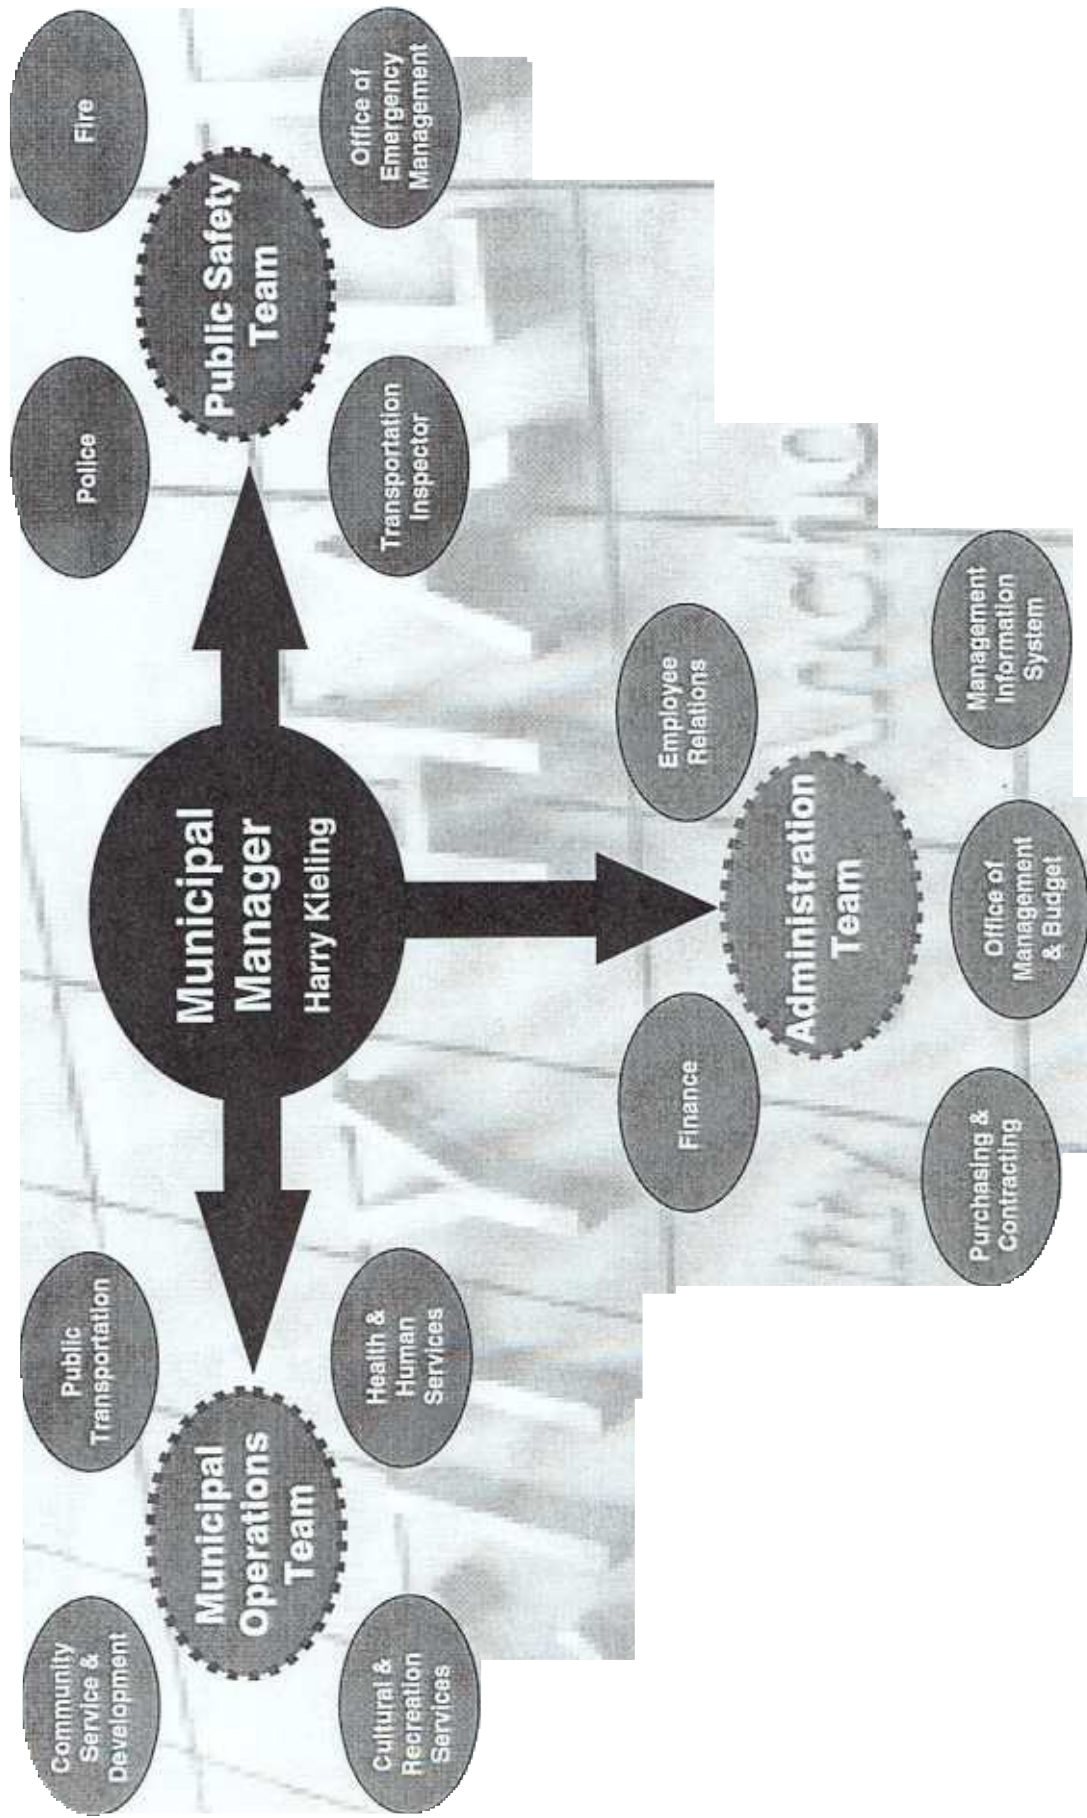 Municipal
Manager
Harry Kieling
Community
Service &
Development
Public
Transportation
Municipal
Operations
Team
Cultural &
Recreation
Services
Health &
Human
Services
Police
Fire
Public Safety
Team
Transportation
Inspector
Office of
Emergency
Management
Finance
Employee
Relations
Administration
Team
Purchasing &
Contracting
Office of
Management
& Budget
Management
Information
System